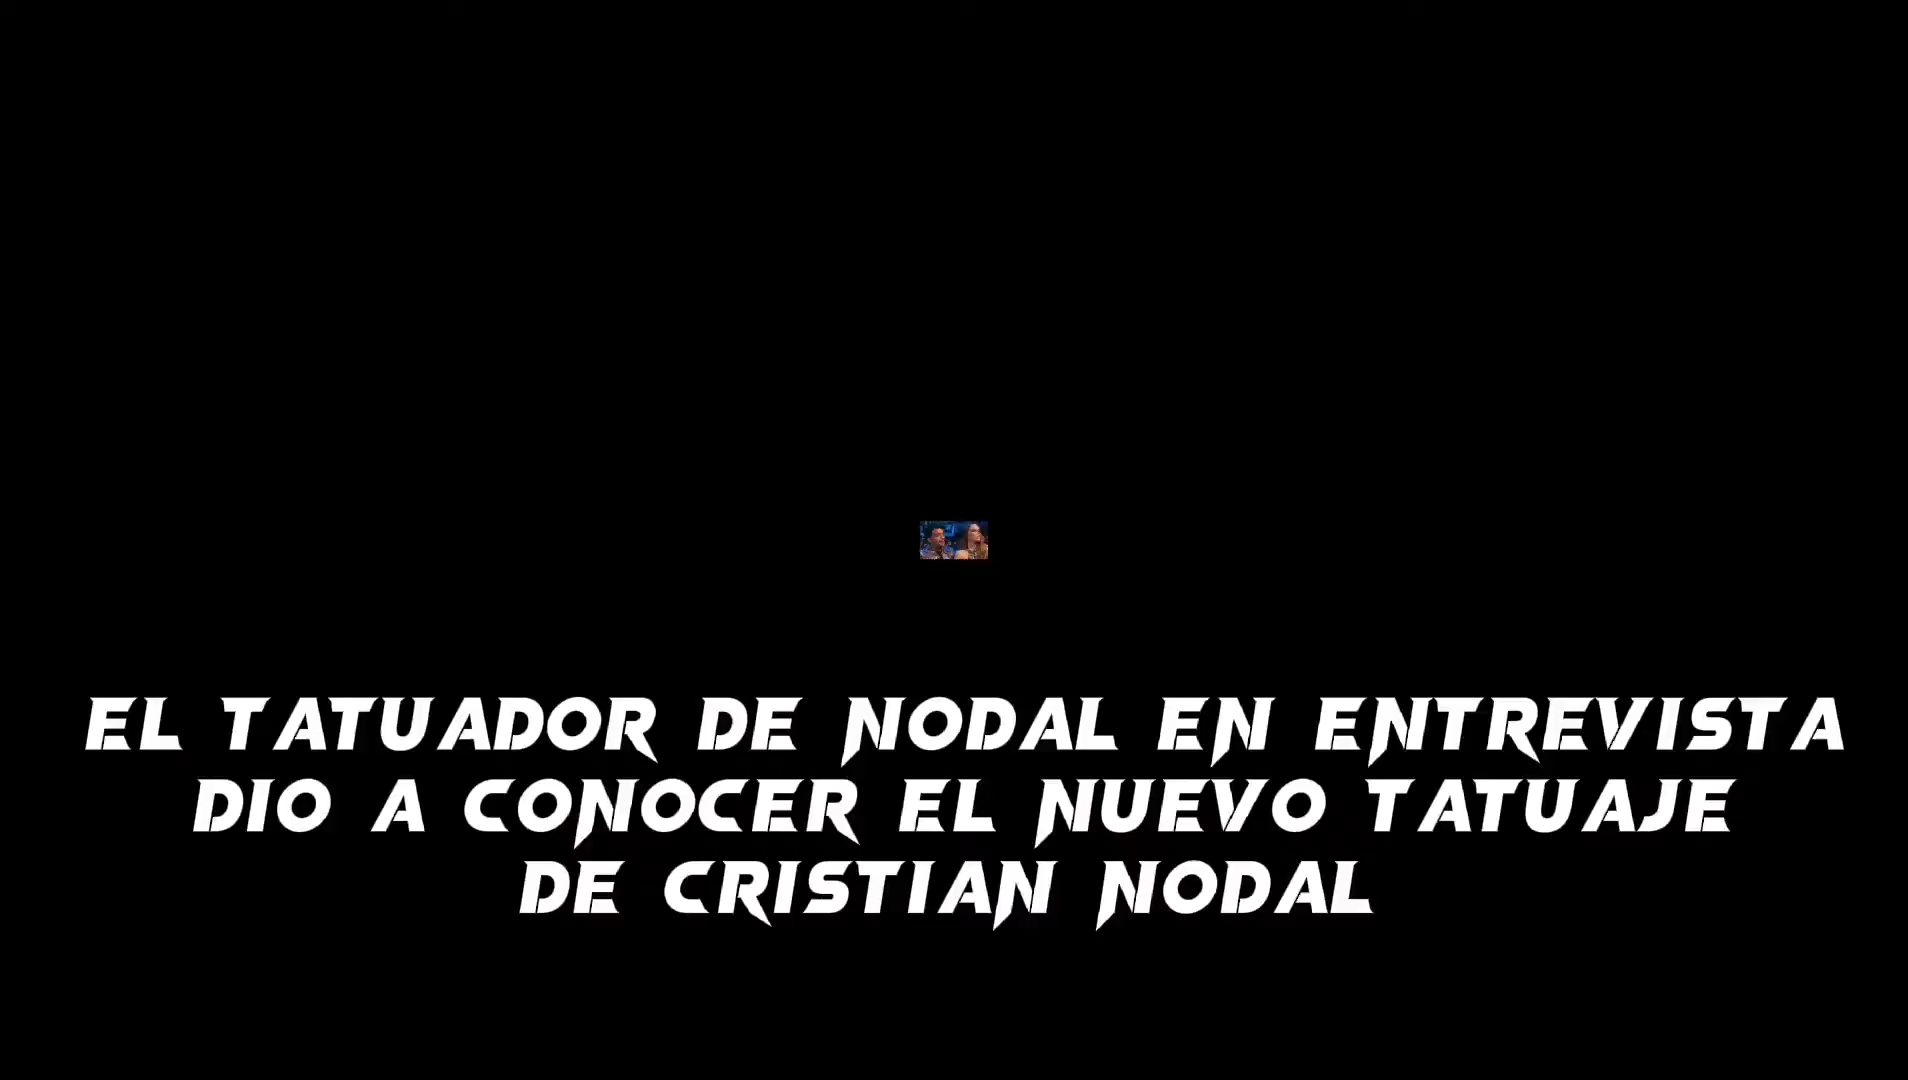 EL TATUADOR DE NODAL EN ENTREVISTA
DIO A CONOCER EL NUEVO TATUAJE
DE CRISTIAN NODAL